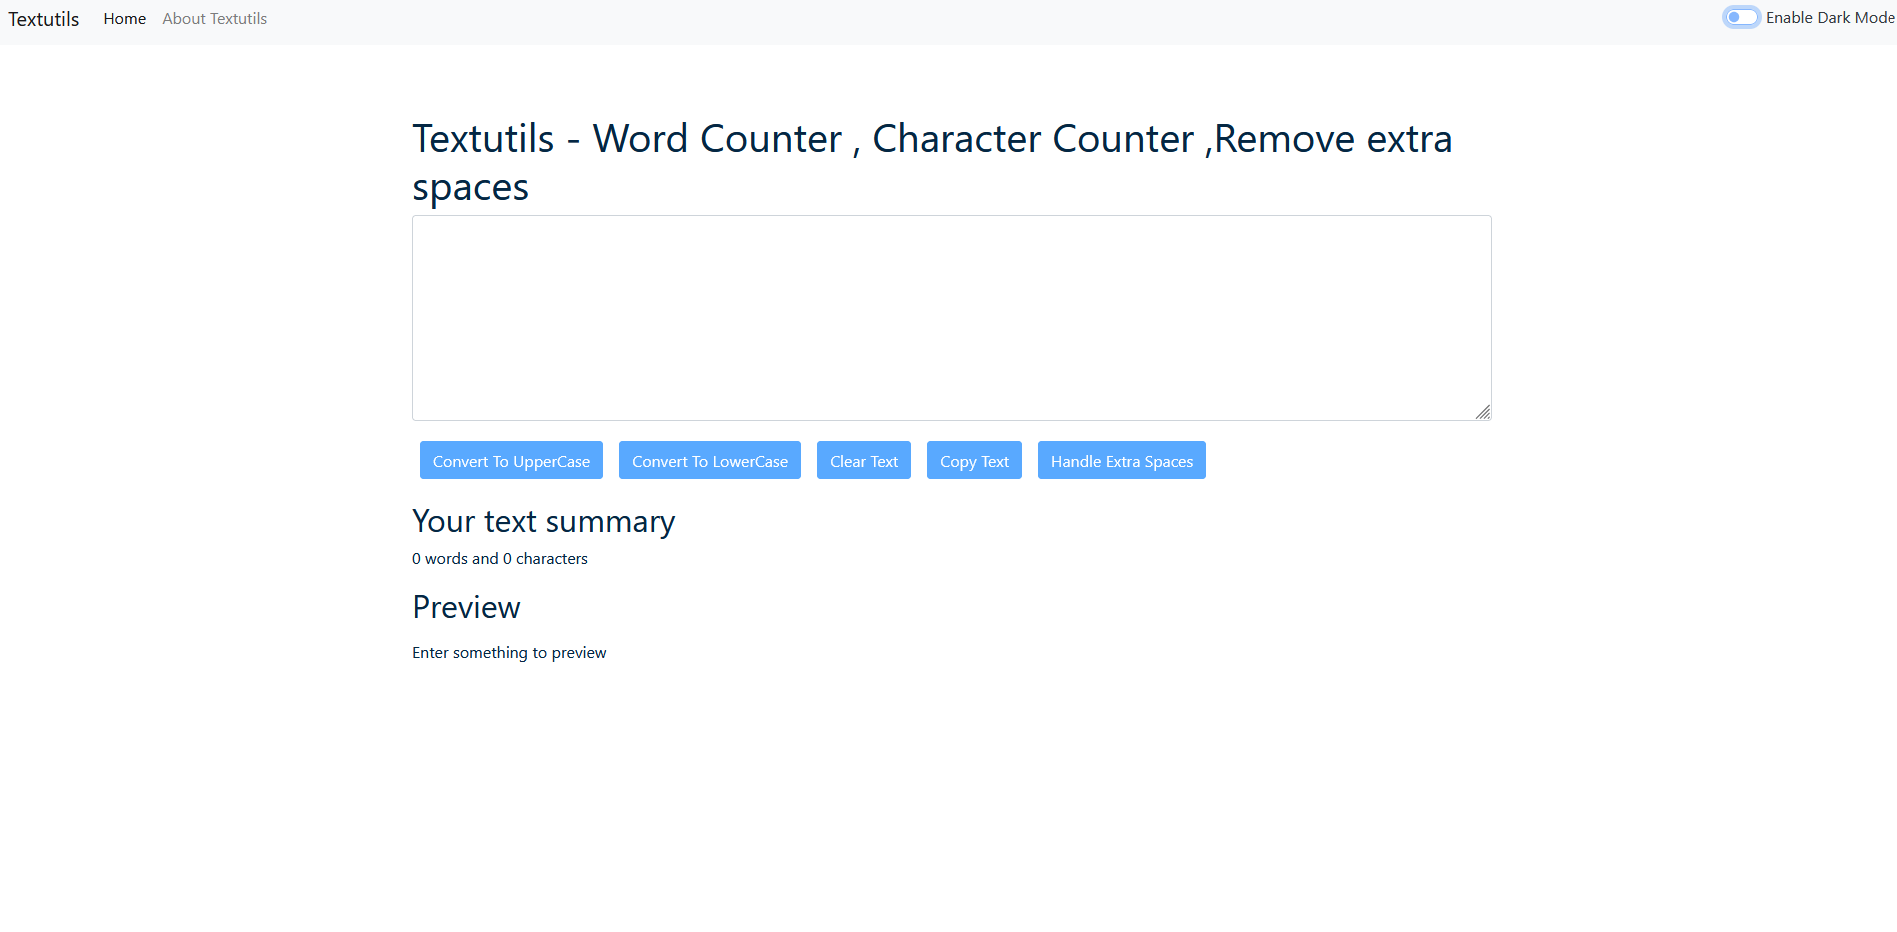 Textutils Home About Textutils Enable Dark Mode
Textutils - Word Counter , Character Counter ,Remove extra
spaces
Convert To UpperCase Convert To LowerCase Clear Text Copy Text Handle Extra Spaces
Your text summary
0 words and 0 characters
Preview
Enter something to preview